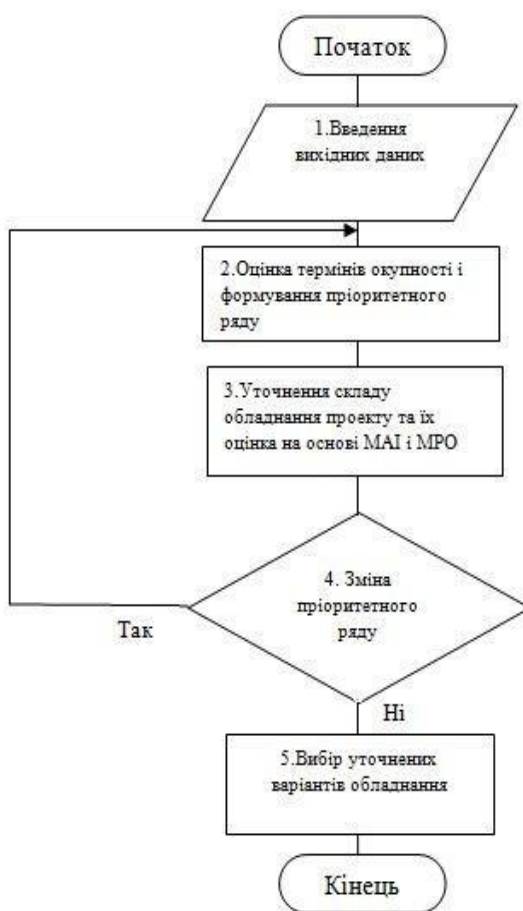 Початок
1.Введення
вихідних даних
2.Оцінка термінів окупності і
формування пріоритетного
ряду
3.Уточнення складу
обладнання проекту та їх
оцінка на основі МАІ і МРО
4. Зміна
пріоритетного
ряду
Так
Ні
5.Вибір уточнених
варіантів обладнання
Кінець